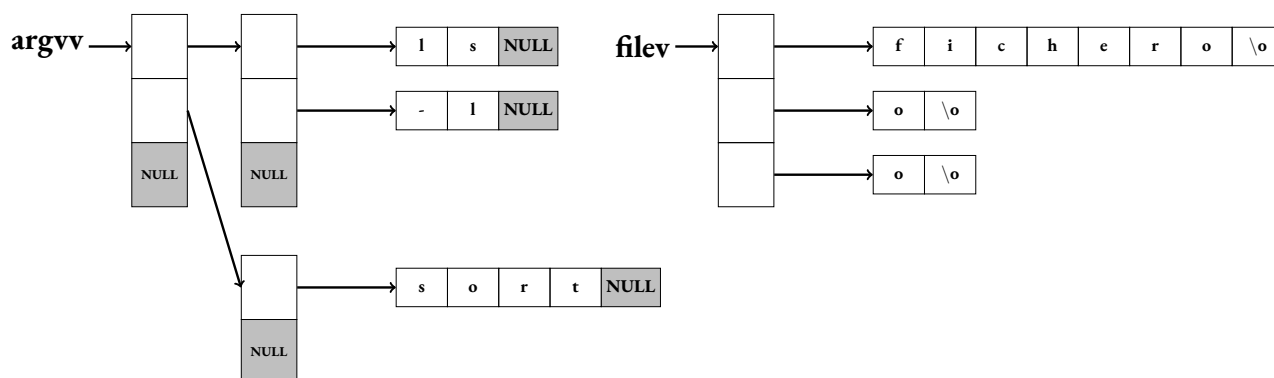 argvv
l s NULL
filev
f i c h e r o \o
- l NULL
o \o
NULL
NULL
o \o
s o r t NULL
NULL